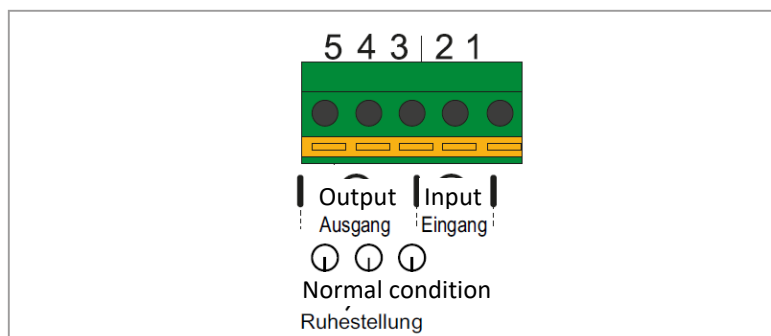 5 4 3 2 1
Output Input
Ausgang Eingang
Normal condition
Ruhestellung